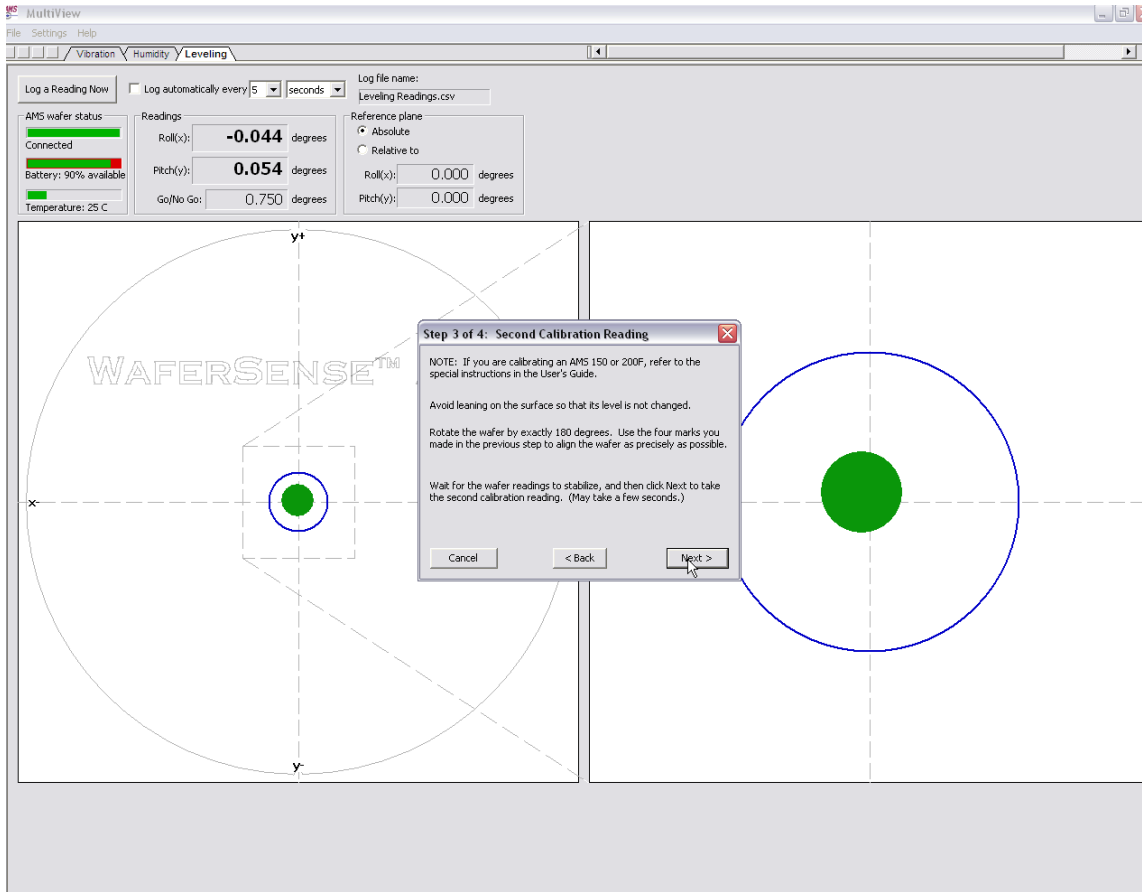 AMS
MultiView
File Settings Help
Vibration Humidity Leveling
Log a Reading Now
Log automatically every 5 seconds
Log file name:
Leveling Readings.csv
AMS wafer status
Connected
Battery: 90% available
Temperature: 25 C
Readings
Roll(x): -0.044 degrees
Pitch(y): 0.054 degrees
Go/No Go: 0.750 degrees
Reference plane
Absolute
Relative to
Roll(x): 0.000 degrees
Pitch(y): 0.000 degrees
y+
WAFERSENSE™
x-
y-
Step 3 of 4: Second Calibration Reading
NOTE: If you are calibrating an AMS 150 or 200F, refer to the
special instructions in the User's Guide.
Avoid leaning on the surface so that its level is not changed.
Rotate the wafer by exactly 180 degrees. Use the four marks you
made in the previous step to align the wafer as precisely as possible.
Wait for the wafer readings to stabilize, and then click Next to take
the second calibration reading. (May take a few seconds.)
Cancel < Back Next >